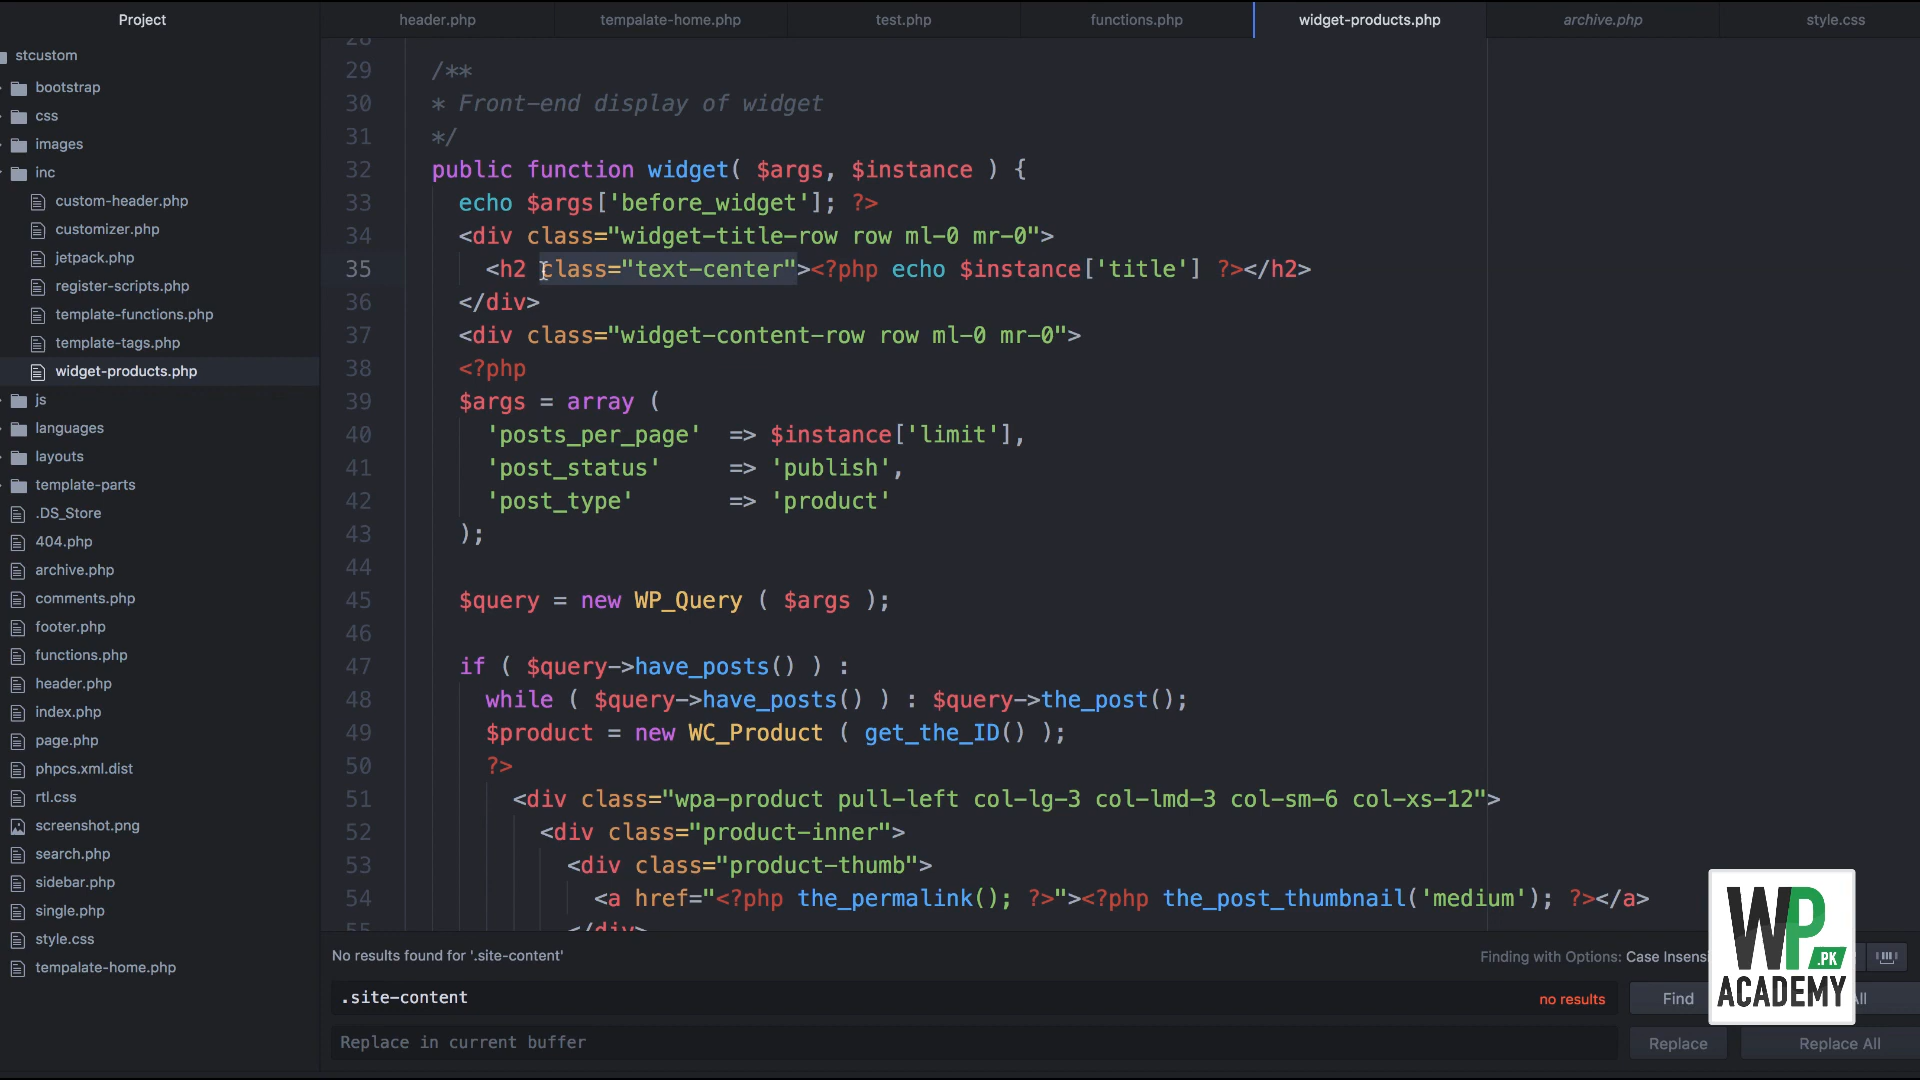 Project
header.php
tempalate-home.php
test.php
functions.php
widget-products.php
archive.php
style.css
stcustom
bootstrap
css
images
inc
custom-header.php
customizer.php
jetpack.php
register-scripts.php
template-functions.php
template-tags.php
widget-products.php
js
languages
layouts
template-parts
.DS_Store
404.php
archive.php
comments.php
footer.php
functions.php
header.php
index.php
page.php
phpcs.xml.dist
rtl.css
screenshot.png
search.php
sidebar.php
single.php
style.css
tempalate-home.php
28
29 /**
30 * Front-end display of widget
31 */
32 public function widget( $args, $instance ) {
33 echo $args['before_widget']; ?>
34 <div class="widget-title-row row ml-0 mr-0">
35 <h2 class="text-center"><?php echo $instance['title'] ?></h2>
36 </div>
37 <div class="widget-content-row row ml-0 mr-0">
38 <?php
39 $args = array (
40 'posts_per_page' => $instance['limit'],
41 'post_status' => 'publish',
42 'post_type' => 'product'
43 );
44
45 $query = new WP_Query ( $args );
46
47 if ( $query->have_posts() ) :
48 while ( $query->have_posts() ) : $query->the_post();
49 $product = new WC_Product ( get_the_ID() );
50 ?>
51 <div class="wpa-product pull-left col-lg-3 col-lmd-3 col-sm-6 col-xs-12">
52 <div class="product-inner">
53 <div class="product-thumb">
54 <a href="<?php the_permalink(); ?>"><?php the_post_thumbnail('medium'); ?></a>
55 </div>
No results found for '.site-content'
Finding with Options: Case Insensi
.site-content
no results
Find
All
Replace in current buffer
Replace
Replace All
WP
.PK
ACADEMY